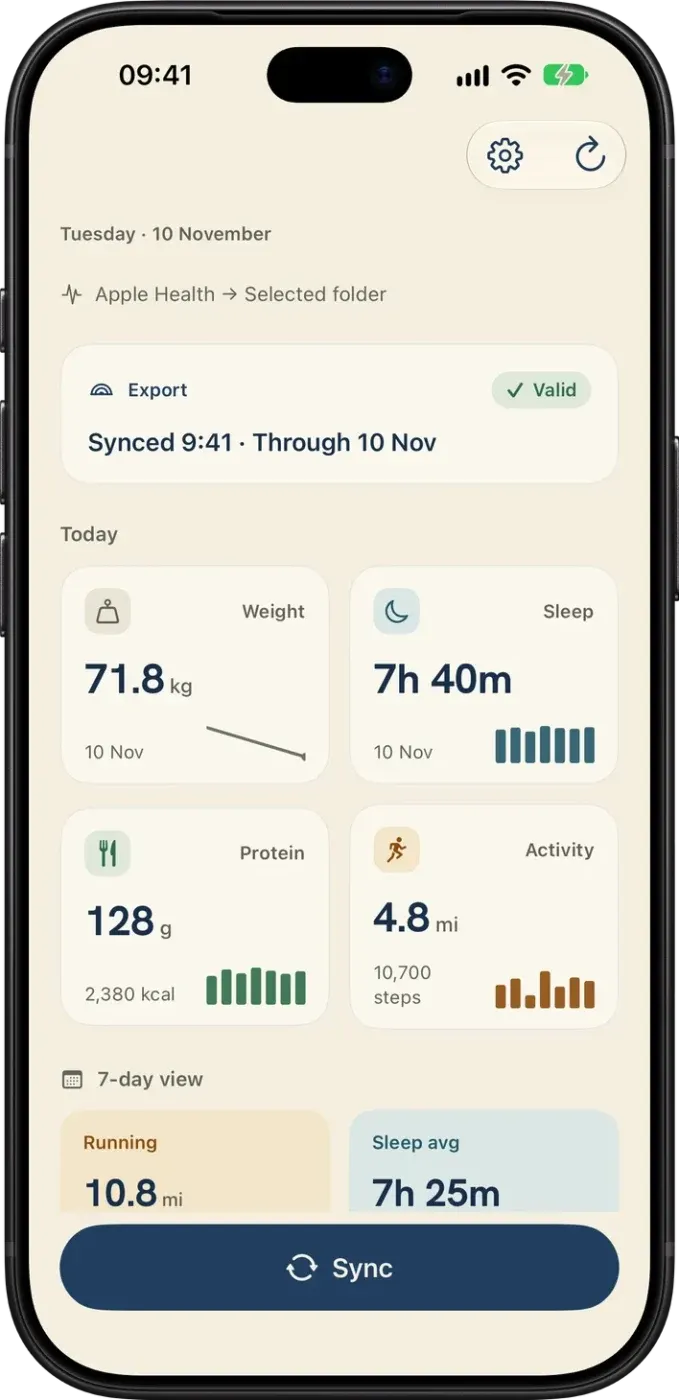 09:41
Tuesday · 10 November
Apple Health → Selected folder
Export
Valid
Synced 9:41 · Through 10 Nov
Today
Weight
71.8 kg
10 Nov
Sleep
7h 40m
10 Nov
Protein
128 g
2,380 kcal
Activity
4.8 mi
10,700
steps
7-day view
Running
10.8 mi
Sleep avg
7h 25m
Sync